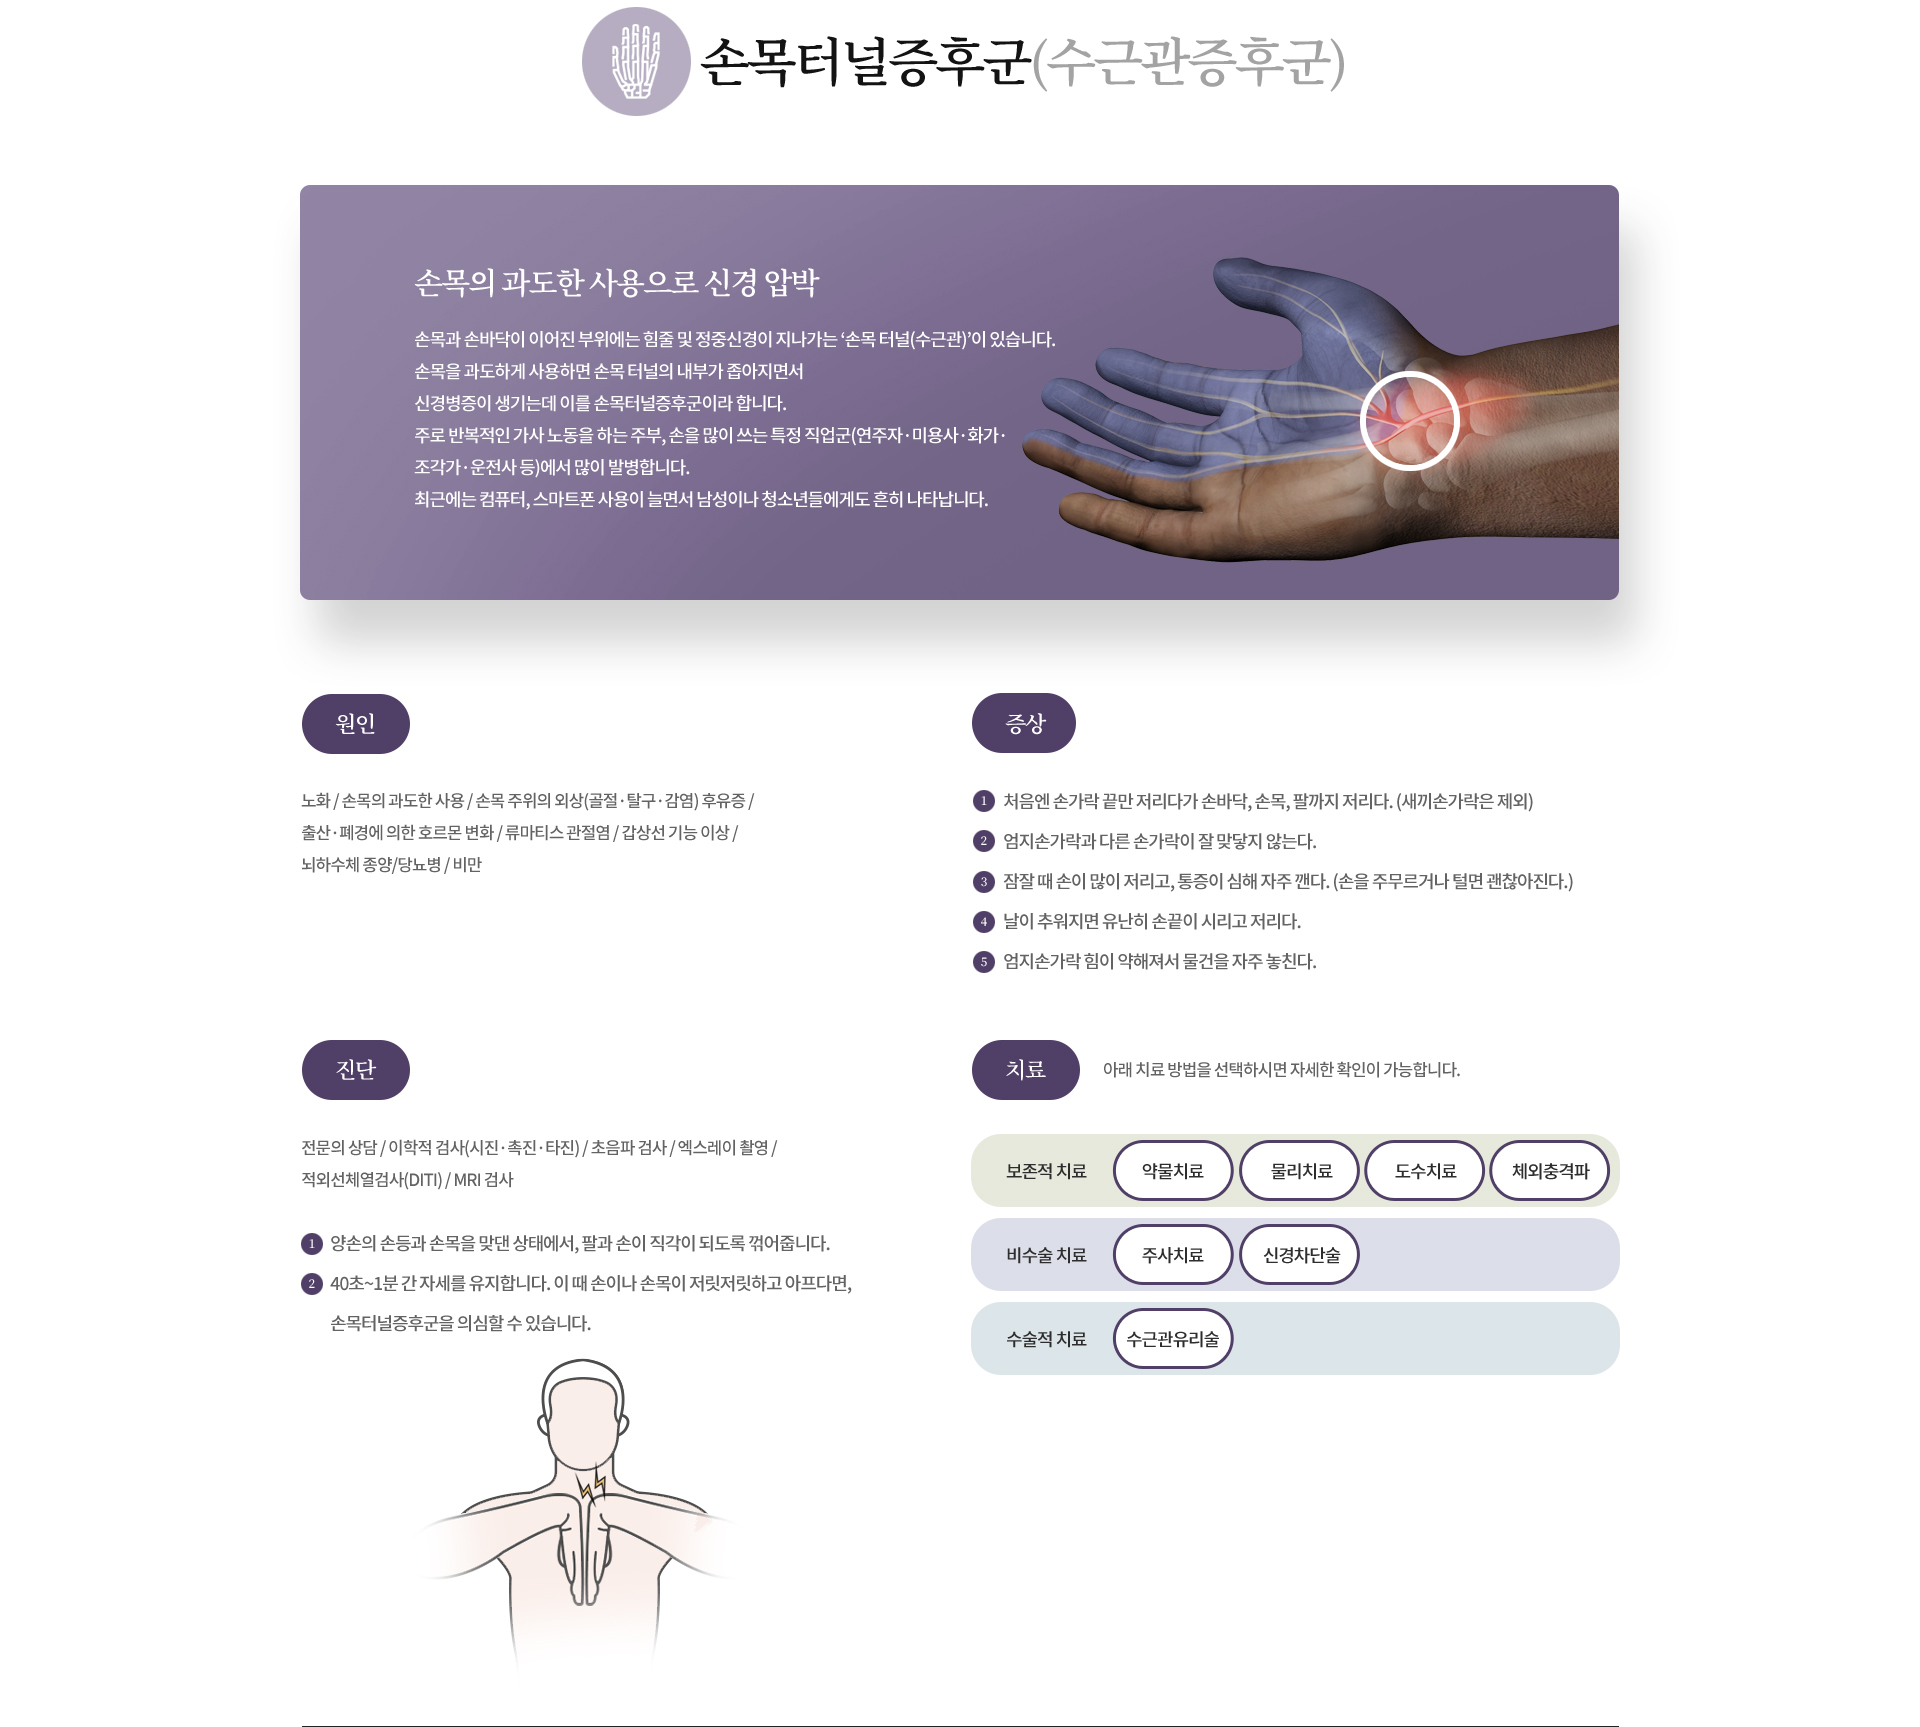 손목터널증후군(수근관증후군)
손목의 과도한 사용으로 신경 압박
손목과 손바닥이 이어진 부위에는 힘줄 및 정중신경이 지나가는 ‘손목 터널(수근관)’이 있습니다.
손목을 과도하게 사용하면 손목 터널의 내부가 좁아지면서
신경병증이 생기는데 이를 손목터널증후군이라 합니다.
주로 반복적인 가사 노동을 하는 주부, 손을 많이 쓰는 특정 직업군(연주자·미용사·화가·
조각가·운전사 등)에서 많이 발병합니다.
최근에는 컴퓨터, 스마트폰 사용이 늘면서 남성이나 청소년들에게도 흔히 나타납니다.
원인
노화 / 손목의 과도한 사용 / 손목 주위의 외상(골절·탈구·감염) 후유증 /
출산·폐경에 의한 호르몬 변화 / 류마티스 관절염 / 갑상선 기능 이상 /
뇌하수체 종양/당뇨병 / 비만
증상
1 처음엔 손가락 끝만 저리다가 손바닥, 손목, 팔까지 저리다. (새끼손가락은 제외)
2 엄지손가락과 다른 손가락이 잘 맞닿지 않는다.
3 잠잘 때 손이 많이 저리고, 통증이 심해 자주 깬다. (손을 주무르거나 털면 괜찮아진다.)
4 날이 추워지면 유난히 손끝이 시리고 저리다.
5 엄지손가락 힘이 약해져서 물건을 자주 놓친다.
진단
전문의 상담 / 이학적 검사(시진·촉진·타진) / 초음파 검사 / 엑스레이 촬영 /
적외선체열검사(DITI) / MRI 검사
1 양손의 손등과 손목을 맞댄 상태에서, 팔과 손이 직각이 되도록 꺾어줍니다.
2 40초~1분 간 자세를 유지합니다. 이 때 손이나 손목이 저릿저릿하고 아프다면,
손목터널증후군을 의심할 수 있습니다.
치료 아래 치료 방법을 선택하시면 자세한 확인이 가능합니다.
보존적 치료 약물치료 물리치료 도수치료 체외충격파
비수술 치료 주사치료 신경차단술
수술적 치료 수근관유리술